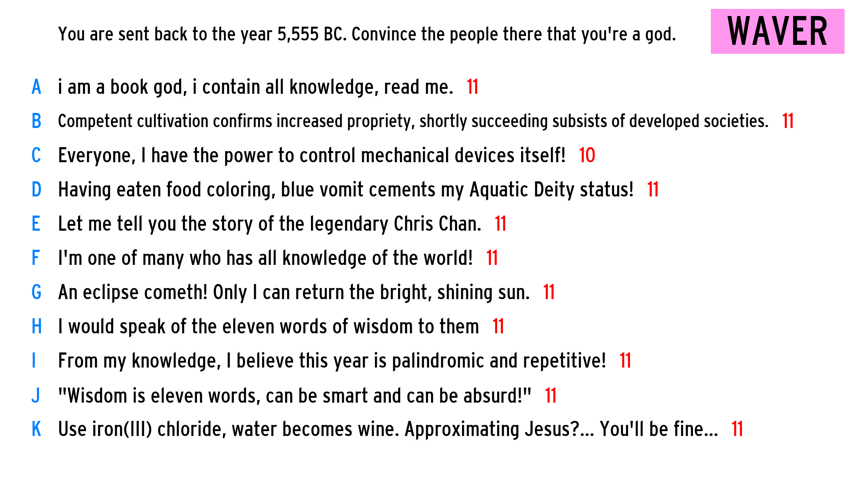 You are sent back to the year 5,555 BC. Convince the people there that you're a god.
WAVER
A i am a book god, i contain all knowledge, read me. 11
B Competent cultivation confirms increased propriety, shortly succeeding subsists of developed societies. 11
C Everyone, I have the power to control mechanical devices itself! 10
D Having eaten food coloring, blue vomit cements my Aquatic Deity status! 11
E Let me tell you the story of the legendary Chris Chan. 11
F I'm one of many who has all knowledge of the world! 11
G An eclipse cometh! Only I can return the bright, shining sun. 11
H I would speak of the eleven words of wisdom to them 11
I From my knowledge, I believe this year is palindromic and repetitive! 11
J "Wisdom is eleven words, can be smart and can be absurd!" 11
K Use iron(III) chloride, water becomes wine. Approximating Jesus?... You'll be fine... 11